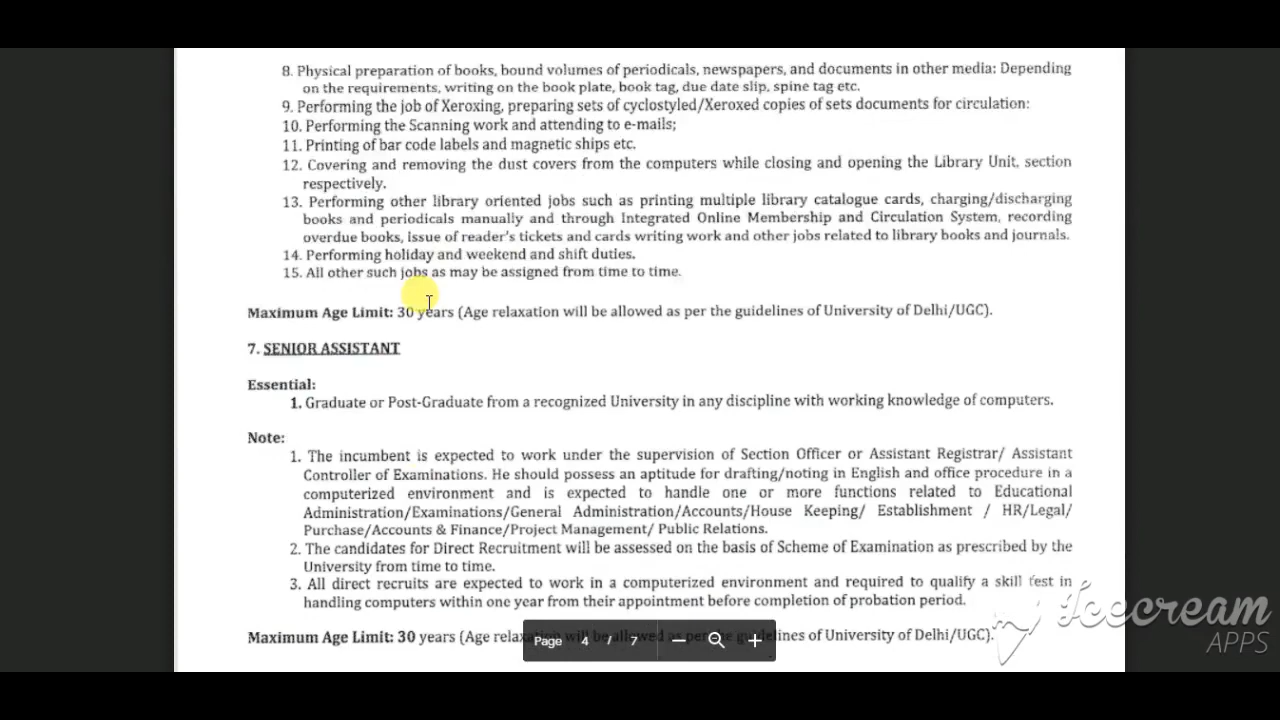 8. Physical preparation of books, bound volumes of periodicals, newspapers, and documents in other media: Depending
on the requirements, writing on the book plate, book tag, due date slip, spine tag etc.
9. Performing the job of Xeroxing, preparing sets of cyclostyled/Xeroxed copies of sets documents for circulation:
10. Performing the Scanning work and attending to e-mails;
11. Printing of bar code labels and magnetic ships etc.
12. Covering and removing the dust covers from the computers while closing and opening the Library Unit, section
respectively.
13. Performing other library oriented jobs such as printing multiple library catalogue cards, charging/discharging
books and periodicals manually and through Integrated Online Membership and Circulation System, recording
overdue books, issue of reader's tickets and cards writing work and other jobs related to library books and journals.
14. Performing holiday and weekend and shift duties.
15. All other such jobs as may be assigned from time to time.
Maximum Age Limit: 30 years (Age relaxation will be allowed as per the guidelines of University of Delhi/UGC).
7. SENIOR ASSISTANT
Essential:
1. Graduate or Post-Graduate from a recognized University in any discipline with working knowledge of computers.
Note:
1. The incumbent is expected to work under the supervision of Section Officer or Assistant Registrar/ Assistant
Controller of Examinations. He should possess an aptitude for drafting/noting in English and office procedure in a
computerized environment and is expected to handle one or more functions related to Educational
Administration/Examinations/General Administration/Accounts/House Keeping/ Establishment / HR/Legal/
Purchase/Accounts & Finance/Project Management/ Public Relations.
2. The candidates for Direct Recruitment will be assessed on the basis of Scheme of Examination as prescribed by the
University from time to time.
3. All direct recruits are expected to work in a computerized environment and required to qualify a skill test in
handling computers within one year from their appointment before completion of probation period.
Maximum Age Limit: 30 years (Age relaxation will be allowed as per the guidelines of University of Delhi/UGC).
Page 4 / 7
Icecream
APPS